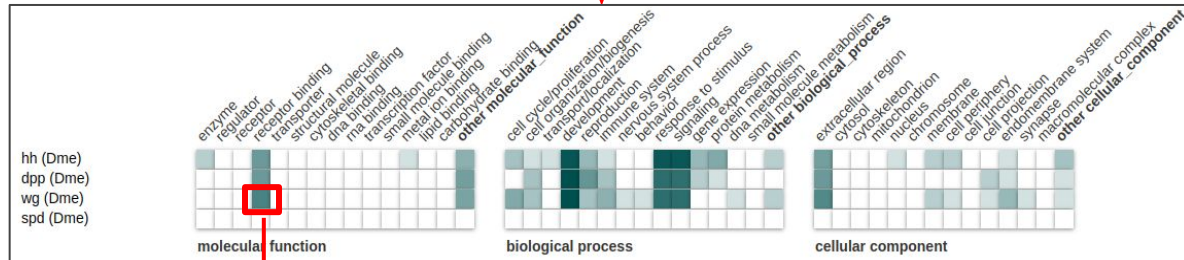 enzyme
regulator
receptor
receptor binding
transporter
structural molecule
cytoskeletal binding
dna binding
rna binding
transcription factor
small molecule binding
metal ion binding
lipid binding
carbohydrate binding
other molecular_function
cell cycle/proliferation
cell organization/biogenesis
transport/localization
development
reproduction
immune system
nervous system process
behavior
response to stimulus
signaling
gene expression
protein metabolism
dna metabolism
small molecule metabolism
other biological_process
extracellular region
cytosol
cytoskeleton
mitochondrion
nucleus
chromosome
membrane
cell periphery
cell junction
cell projection
endomembrane system
synapse
macromolecular complex
other cellular_component
hh (Dme)
dpp (Dme)
wg (Dme)
spd (Dme)
molecular function
biological process
cellular component